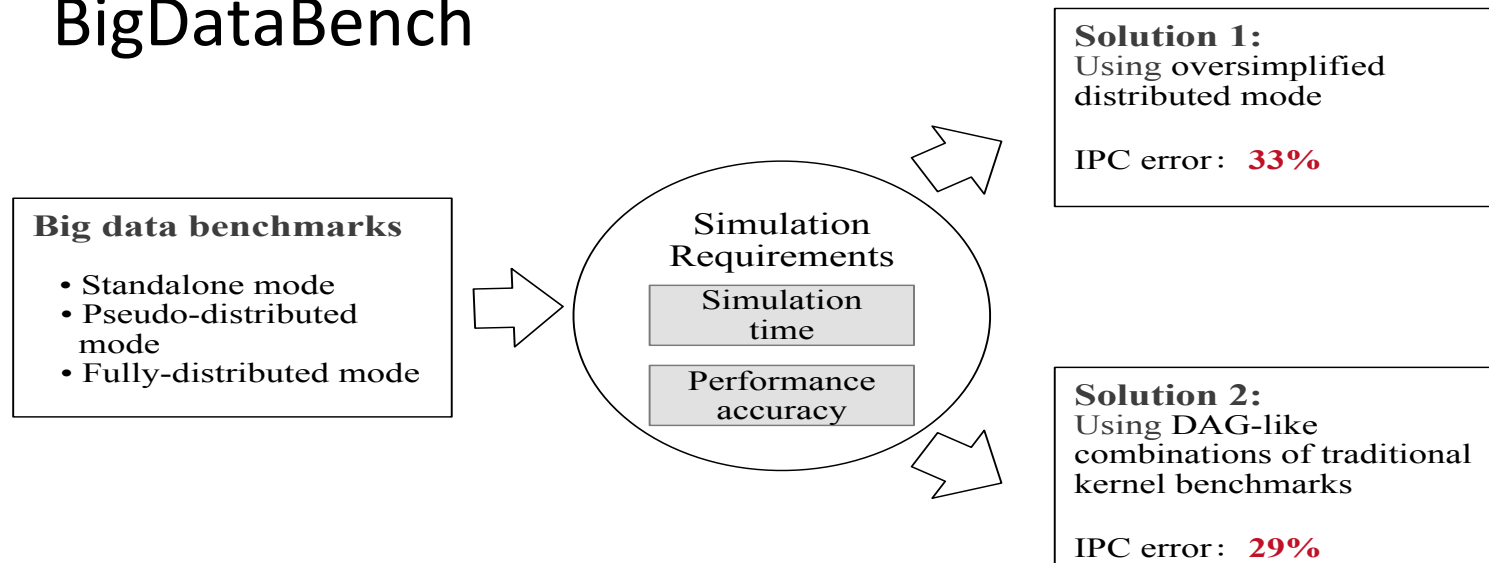 BigDataBench
Big data benchmarks
• Standalone mode
• Pseudo-distributed
mode
• Fully-distributed mode
Simulation
Requirements
Simulation
time
Performance
accuracy
Solution 1:
Using oversimplified
distributed mode
IPC error: 33%
Solution 2:
Using DAG-like
combinations of traditional
kernel benchmarks
IPC error: 29%